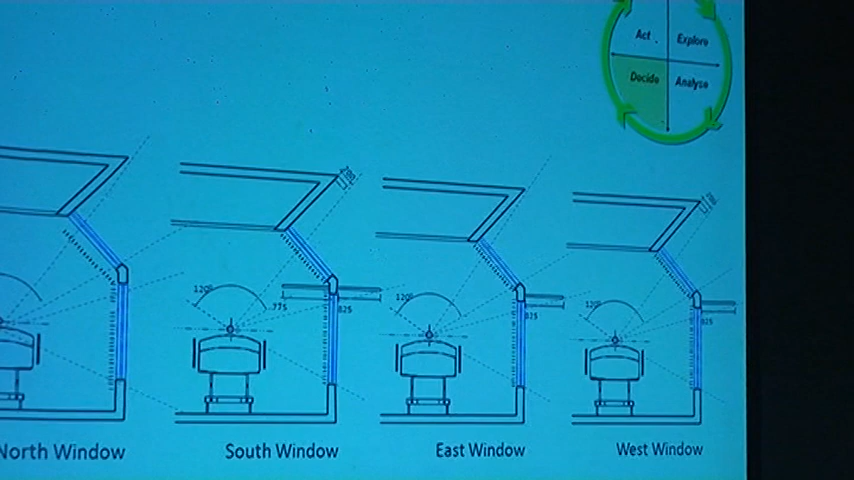 Act
Explore
Decide
Analyse
120°
775
825
120°
825
120°
825
North Window
South Window
East Window
West Window